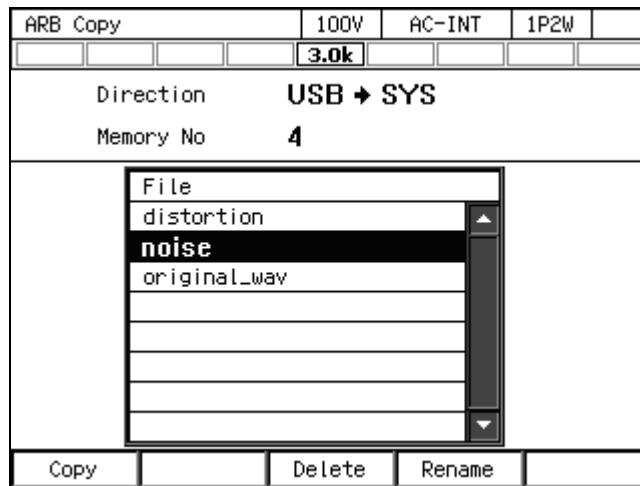 ARB Copy 100V AC-INT 1P2W
3.0k
Direction USB → SYS
Memory No 4
File
distortion
noise
original_wav
Copy Delete Rename